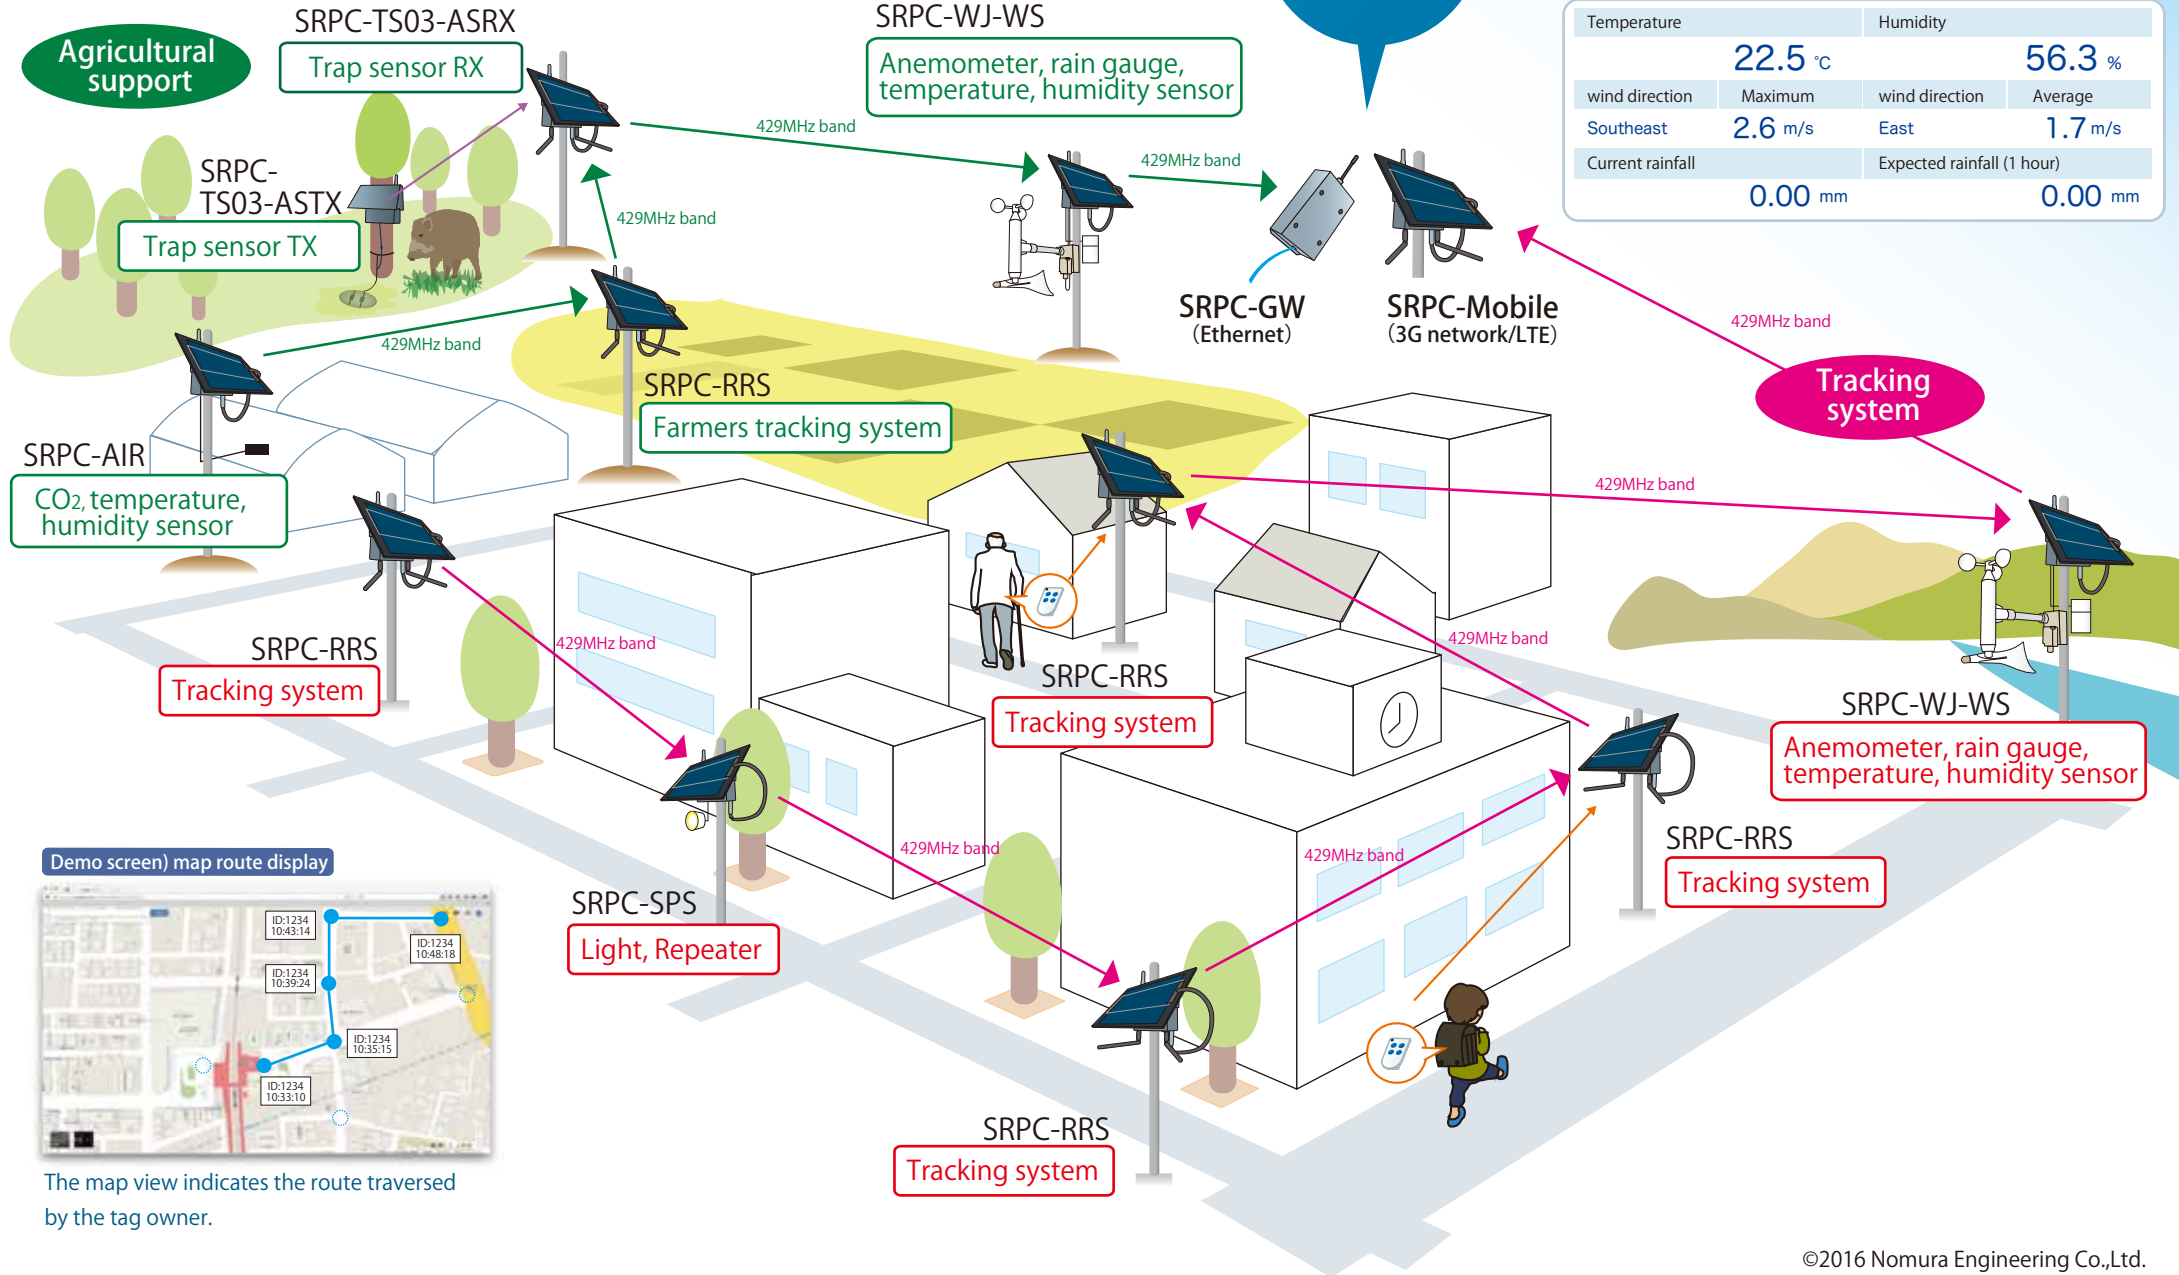 Agricultural
support
SRPC-TS03-ASRX
Trap sensor RX
SRPC-WJ-WS
Anemometer, rain gauge,
temperature, humidity sensor
Temperature
Humidity
22.5 °C
56.3 %
wind direction
Maximum
wind direction
Average
Southeast
2.6 m/s
East
1.7 m/s
Current rainfall
Expected rainfall (1 hour)
0.00 mm
0.00 mm
429MHz band
429MHz band
SRPC-
TS03-ASTX
Trap sensor TX
429MHz band
SRPC-GW
(Ethernet)
SRPC-Mobile
(3G network/LTE)
429MHz band
429MHz band
Tracking
system
SRPC-RRS
Farmers tracking system
SRPC-AIR
CO2, temperature,
humidity sensor
429MHz band
SRPC-RRS
Tracking system
429MHz band
429MHz band
SRPC-RRS
Tracking system
SRPC-WJ-WS
Anemometer, rain gauge,
temperature, humidity sensor
SRPC-RRS
Tracking system
429MHz band
429MHz band
SRPC-SPS
Light, Repeater
Demo screen) map route display
ID:1234
10:43:14
ID:1234
10:48:18
ID:1234
10:39:24
ID:1234
10:35:15
ID:1234
10:33:10
SRPC-RRS
Tracking system
The map view indicates the route traversed
by the tag owner.
©2016 Nomura Engineering Co.,Ltd.